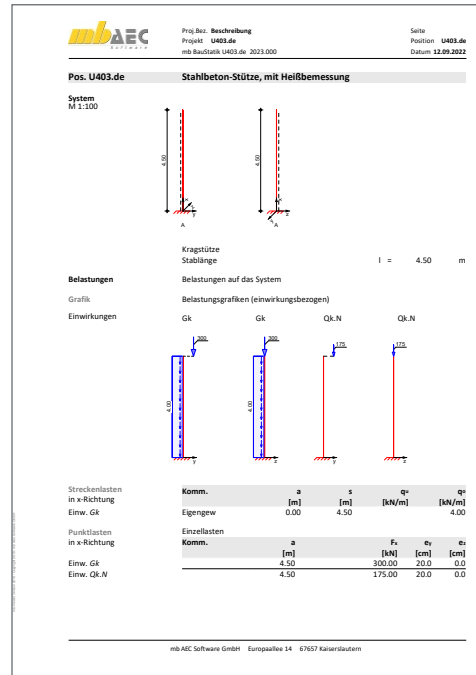 mb AEC
Software
Proj.Bez. Beschreibung
Projekt U403.de
mb BauStatik U403.de 2023.000
Seite
Position U403.de
Datum 12.09.2022
Pos. U403.de Stahlbeton-Stütze, mit Heißbemessung
System
M 1:100
4.50 4.50
x x
y z
A A
Kragstütze
Stablänge l = 4.50 m
Belastungen Belastungen auf das System
Grafik Belastungsgrafiken (einwirkungsbezogen)
Einwirkungen Gk Gk Qk.N Qk.N
300 300 175 175
4.00 4.00
y z y z
Streckenlasten Komm. a s q q
in x-Richtung [m] [m] [kN/m] [kN/m]
Einw. Gk Eigengew 0.00 4.50 4.00
Punktlasten Einzellasten
in x-Richtung Komm. a Fx ey ez
[m] [kN] [cm] [cm]
Einw. Gk 4.50 300.00 20.0 0.0
Einw. Qk.N 4.50 175.00 20.0 0.0
mb AEC Software GmbH Europaallee 14 67657 Kaiserslautern